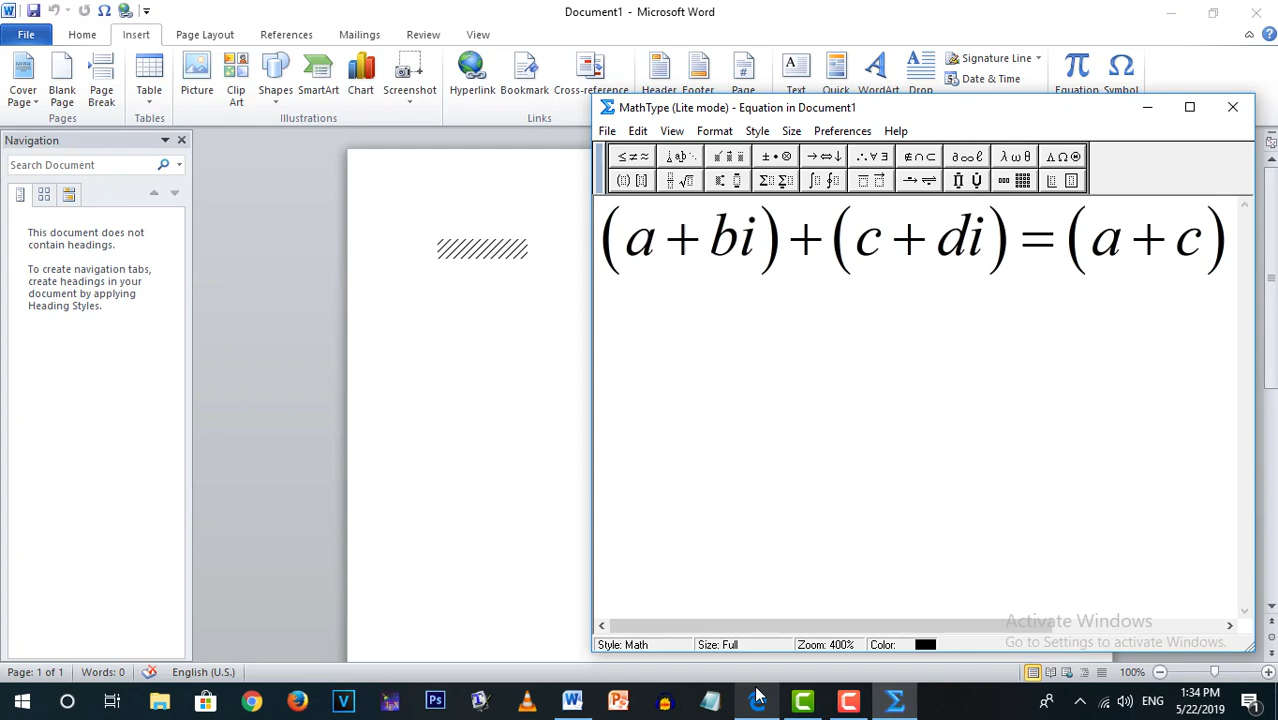 Document1 - Microsoft Word
File Home Insert Page Layout References Mailings Review View
Cover Page Blank Page Page Break Table Picture Clip Art Shapes SmartArt Chart Screenshot Hyperlink Bookmark Cross-reference Header Footer Page Text WordArt Drop Signature Line Date & Time Equation Symbol
Pages Tables Illustrations Links
MathType (Lite mode) - Equation in Document1
File Edit View Format Style Size Preferences Help
Navigation
Search Document
This document does not
contain headings.
To create navigation tabs,
create headings in your
document by applying
Heading Styles.
(a + bi) + (c + di) = (a + c)
Activate Windows
Go to Settings to activate Windows.
Style: Math Size: Full Zoom: 400% Color:
Page: 1 of 1 Words: 0 English (U.S.) 100%
ENG 1:34 PM
5/22/2019